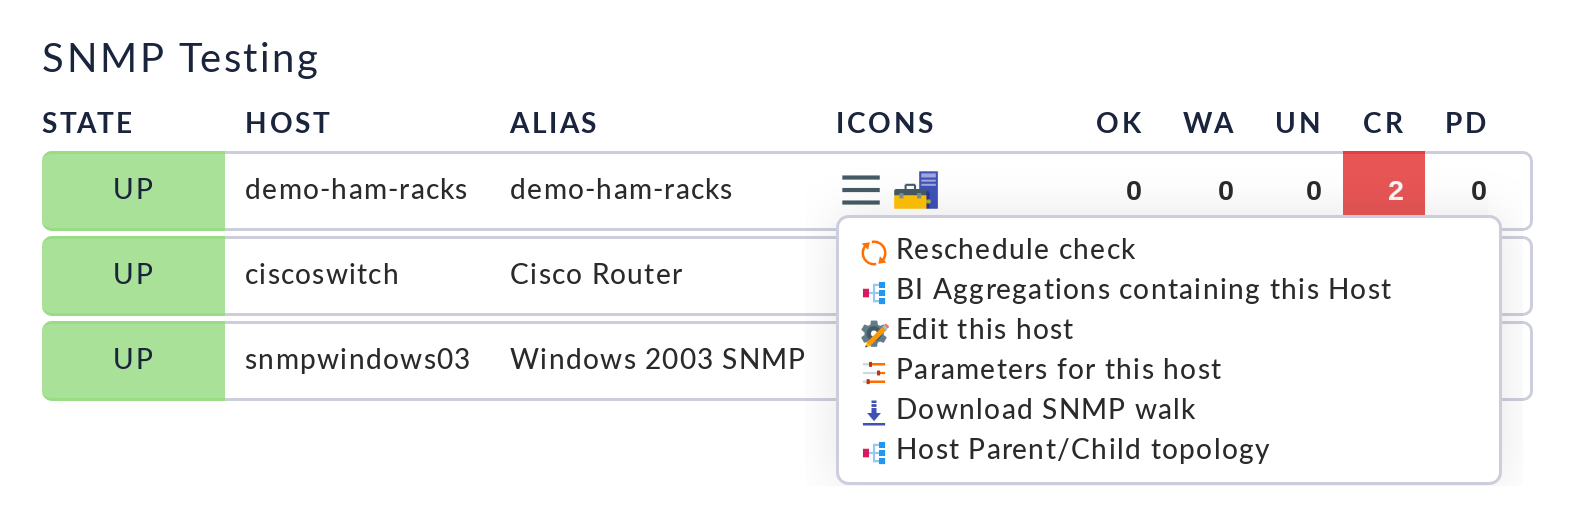 SNMP Testing
STATE HOST ALIAS ICONS OK WA UN CR PD
UP demo-ham-racks demo-ham-racks 0 0 0 2 0
UP ciscoswitch Cisco Router
UP snmpwindows03 Windows 2003 SNMP
Reschedule check
BI Aggregations containing this Host
Edit this host
Parameters for this host
Download SNMP walk
Host Parent/Child topology